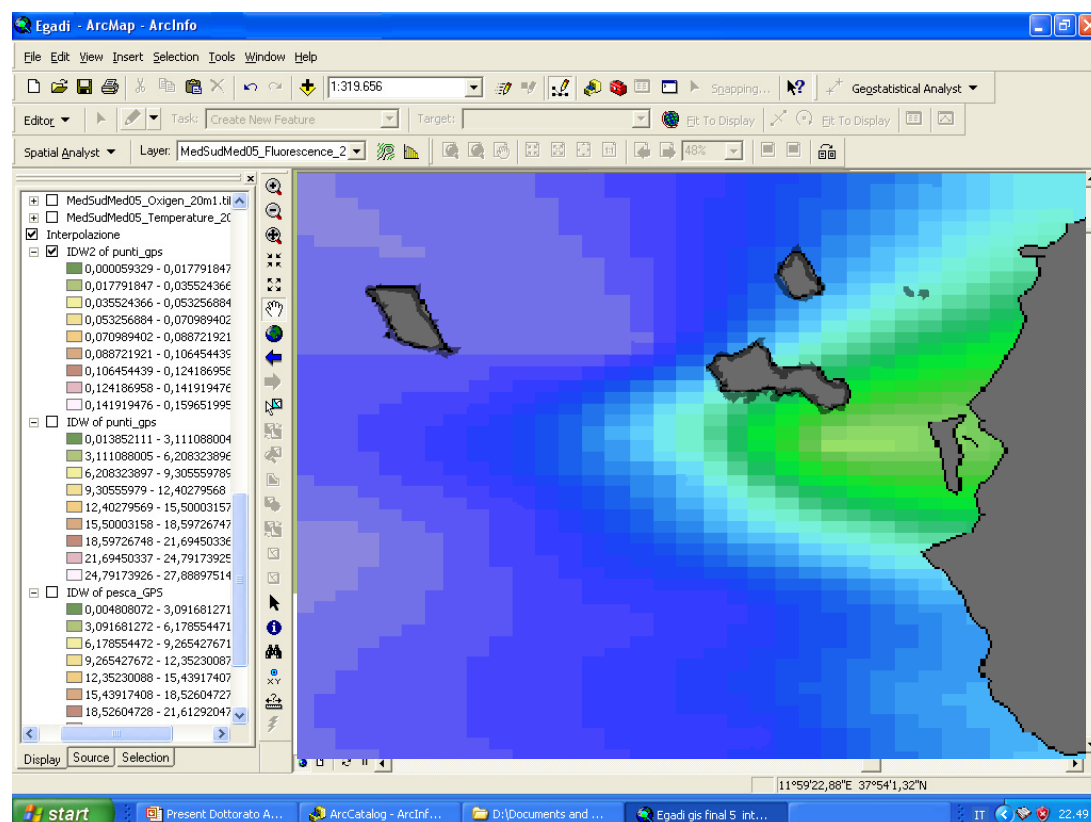 Egadi - ArcMap - ArcInfo
File Edit View Insert Selection Tools Window Help
1:319.656 Snapping... Geostatistical Analyst
Editor Task: Create New Feature Target: Fit To Display Fit To Display
Spatial Analyst Layer: MedSudMed05_Fluorescence_2 48%
MedSudMed05_Oxigen_20m1.til
MedSudMed05_Temperature_20
Interpolazione
IDW2 of punti_gps
0,000059329 - 0,017791847
0,017791847 - 0,035524366
0,035524366 - 0,053256884
0,053256884 - 0,070989402
0,070989402 - 0,088721921
0,088721921 - 0,106454439
0,106454439 - 0,124186958
0,124186958 - 0,141919476
0,141919476 - 0,159651995
IDW of punti_gps
0,013852111 - 3,111088004
3,111088005 - 6,208323896
6,208323897 - 9,305559789
9,30555979 - 12,40279568
12,40279569 - 15,50003157
15,50003158 - 18,59726747
18,59726748 - 21,69450336
21,69450337 - 24,79173925
24,79173926 - 27,88897514
IDW of pesca_GPS
0,004808072 - 3,091681271
3,091681272 - 6,178554471
6,178554472 - 9,265427671
9,265427672 - 12,35230087
12,35230088 - 15,43917407
15,43917408 - 18,52604727
18,52604728 - 21,61292047
XY
Display Source Selection
11°59'22,88"E 37°54'1,32"N
start Present Dottorato A... ArcCatalog - ArcInf... D:\Documents and ... Egadi gis final 5 int... IT 22.49